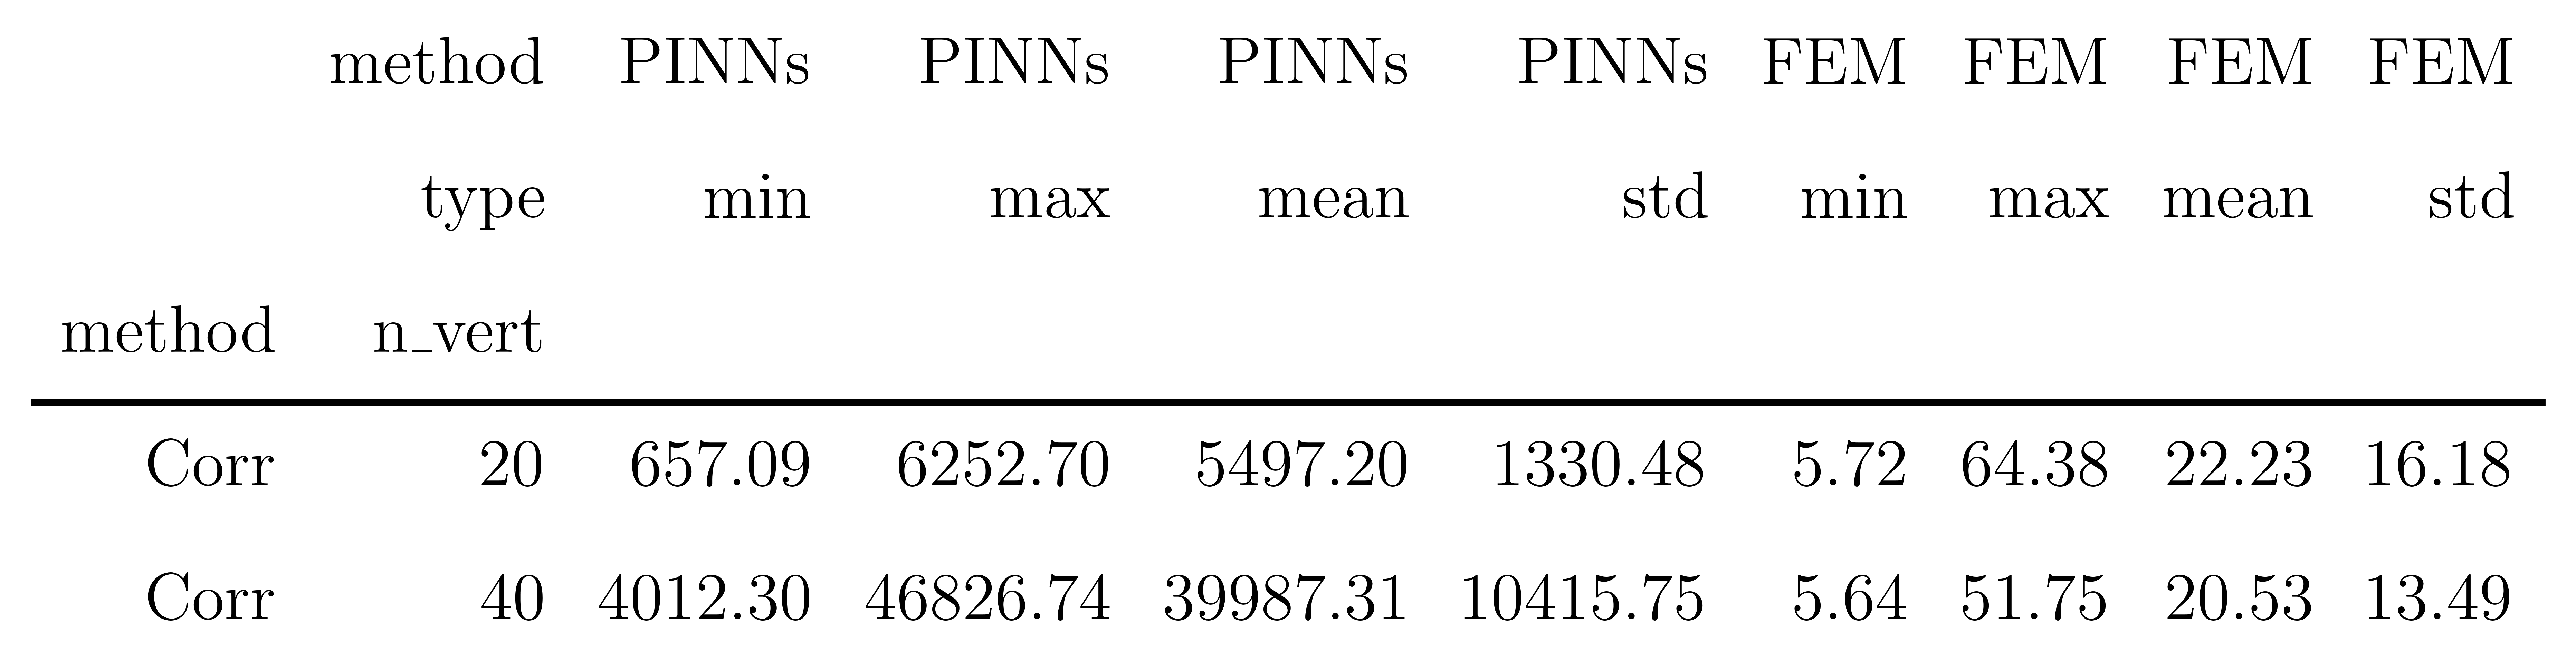 method PINNs PINNs PINNs PINNs FEM FEM FEM FEM
type min max mean std min max mean std
method n_vert
Corr 20 657.09 6252.70 5497.20 1330.48 5.72 64.38 22.23 16.18
Corr 40 4012.30 46826.74 39987.31 10415.75 5.64 51.75 20.53 13.49